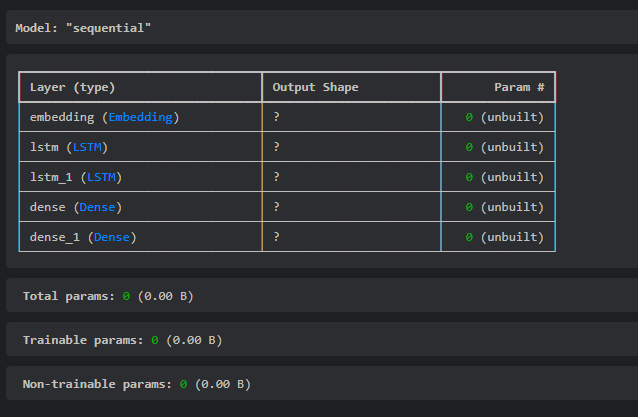 Model: "sequential"
Layer (type) Output Shape Param #
embedding (Embedding) ? 0 (unbuilt)
lstm (LSTM) ? 0 (unbuilt)
lstm_1 (LSTM) ? 0 (unbuilt)
dense (Dense) ? 0 (unbuilt)
dense_1 (Dense) ? 0 (unbuilt)
Total params: 0 (0.00 B)
Trainable params: 0 (0.00 B)
Non-trainable params: 0 (0.00 B)